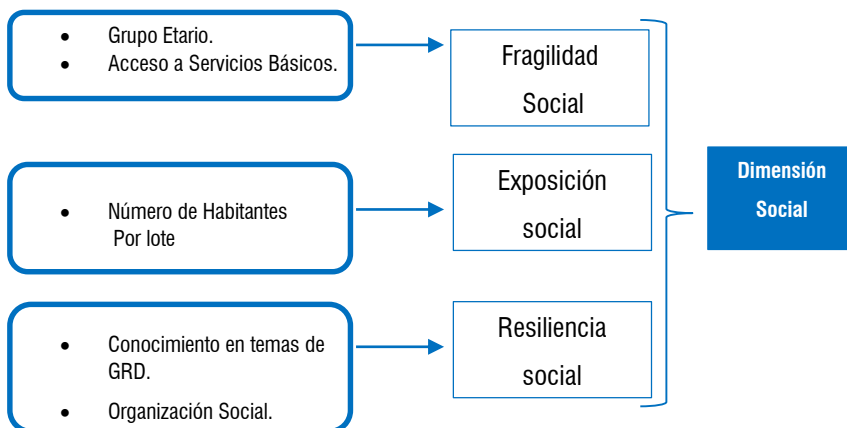 • Grupo Etario.
• Acceso a Servicios Básicos.
Fragilidad
Social
• Número de Habitantes
Por lote
Exposición
social
• Conocimiento en temas de
GRD.
• Organización Social.
Resiliencia
social
Dimensión
Social